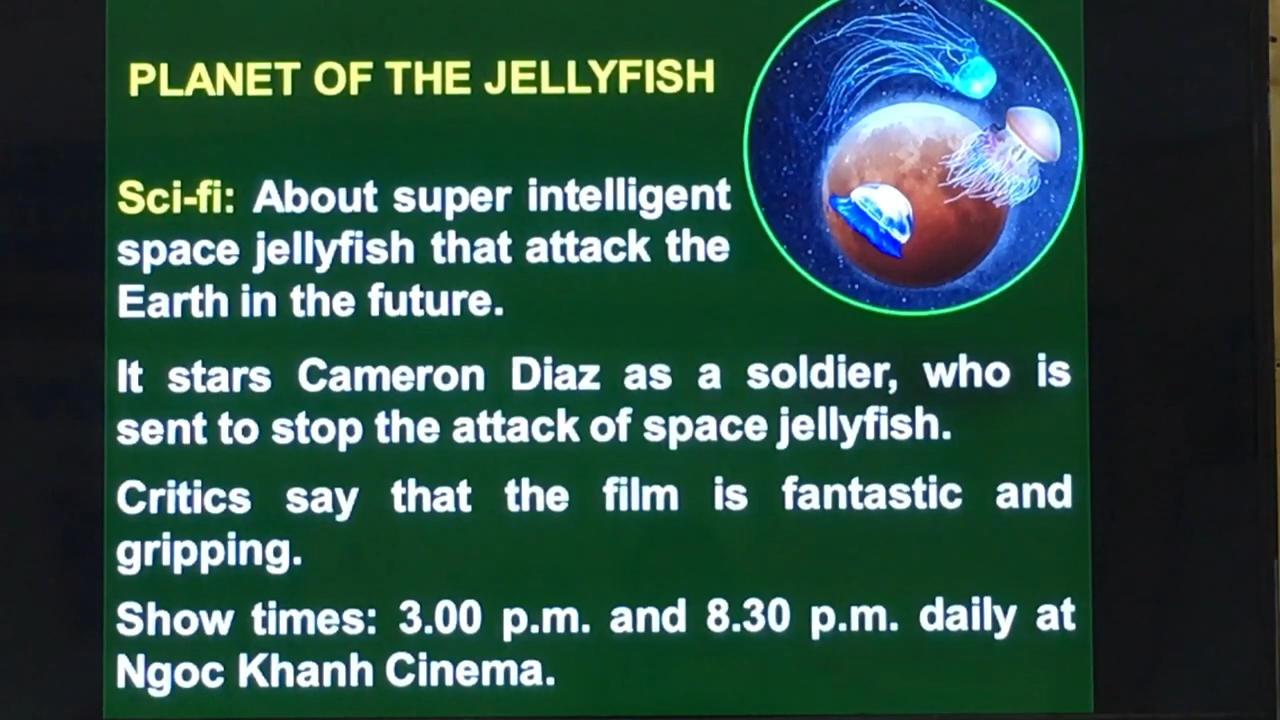 PLANET OF THE JELLYFISH
Sci-fi: About super intelligent
space jellyfish that attack the
Earth in the future.
It stars Cameron Diaz as a soldier, who is
sent to stop the attack of space jellyfish.
Critics say that the film is fantastic and
gripping.
Show times: 3.00 p.m. and 8.30 p.m. daily at
Ngoc Khanh Cinema.